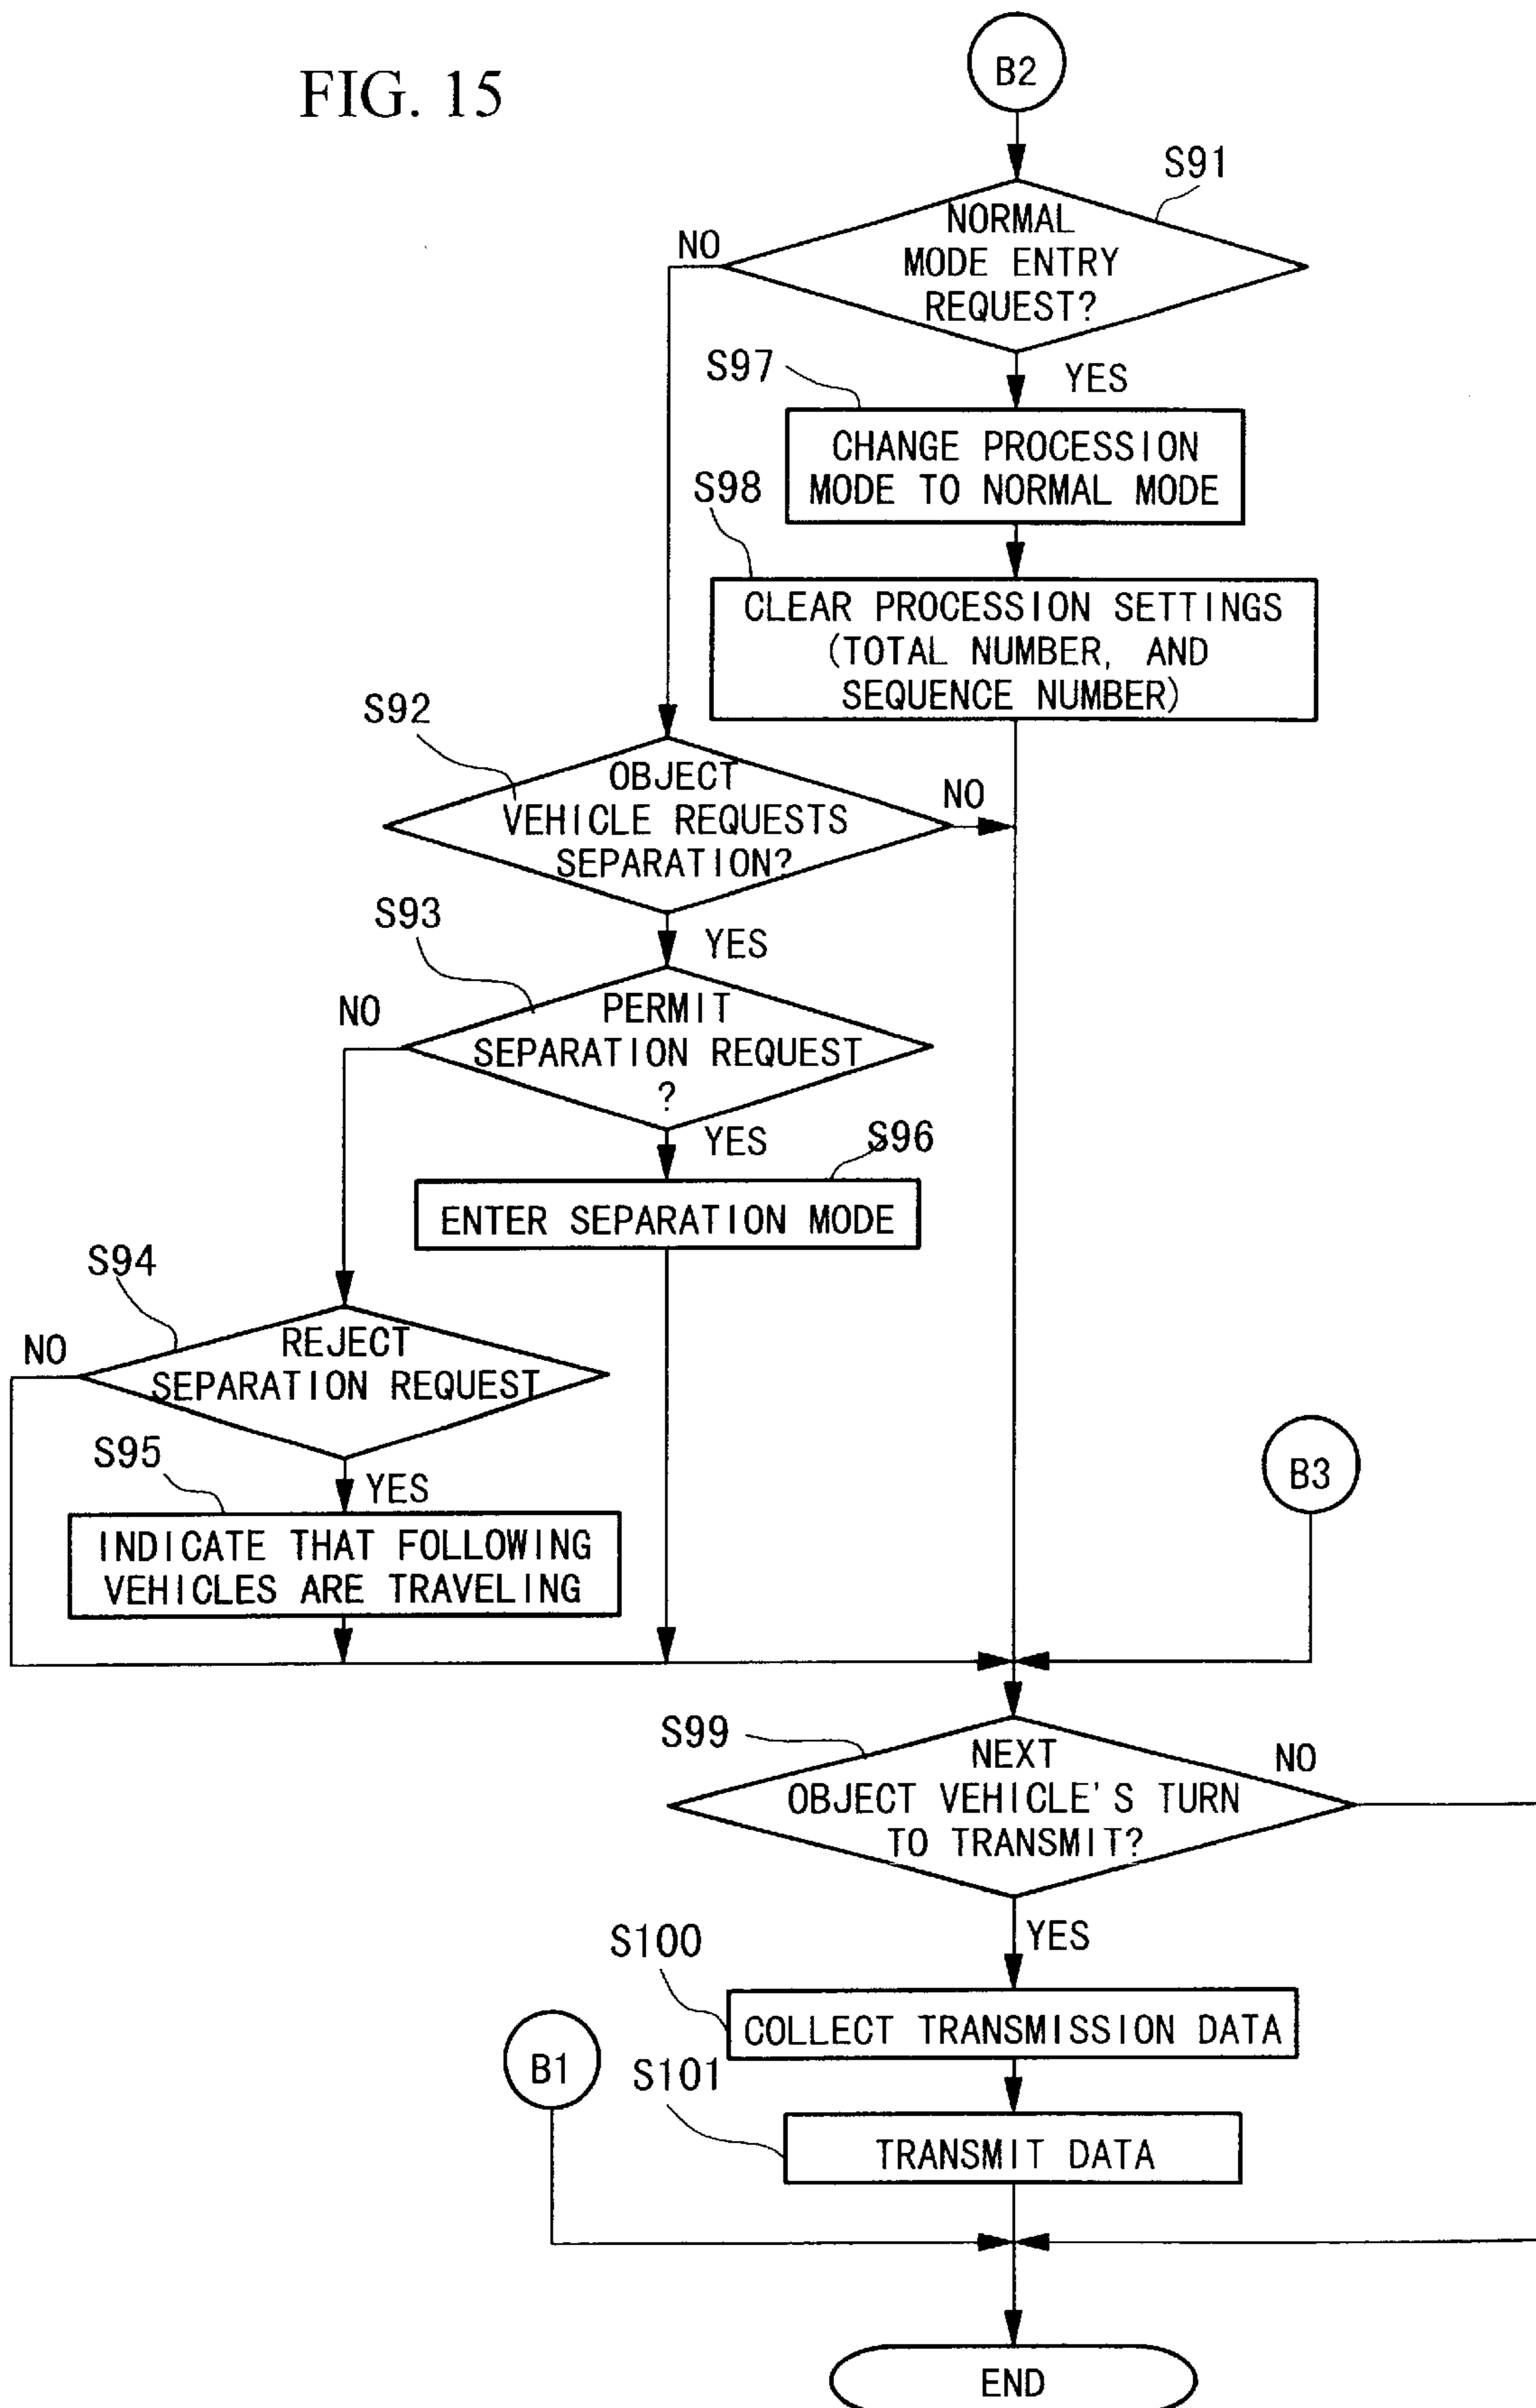 FIG. 15
B2
S91
NORMAL
MODE ENTRY
REQUEST?
NO
YES
S97
CHANGE PROCESSION
MODE TO NORMAL MODE
S98
CLEAR PROCESSION SETTINGS
(TOTAL NUMBER, AND
SEQUENCE NUMBER)
S92
OBJECT
VEHICLE REQUESTS
SEPARATION?
NO
YES
S93
PERMIT
SEPARATION REQUEST
?
NO
YES
S96
ENTER SEPARATION MODE
S94
REJECT
SEPARATION REQUEST
NO
YES
S95
INDICATE THAT FOLLOWING
VEHICLES ARE TRAVELING
B3
S99
NEXT
OBJECT VEHICLE'S TURN
TO TRANSMIT?
NO
YES
S100
COLLECT TRANSMISSION DATA
B1
S101
TRANSMIT DATA
END